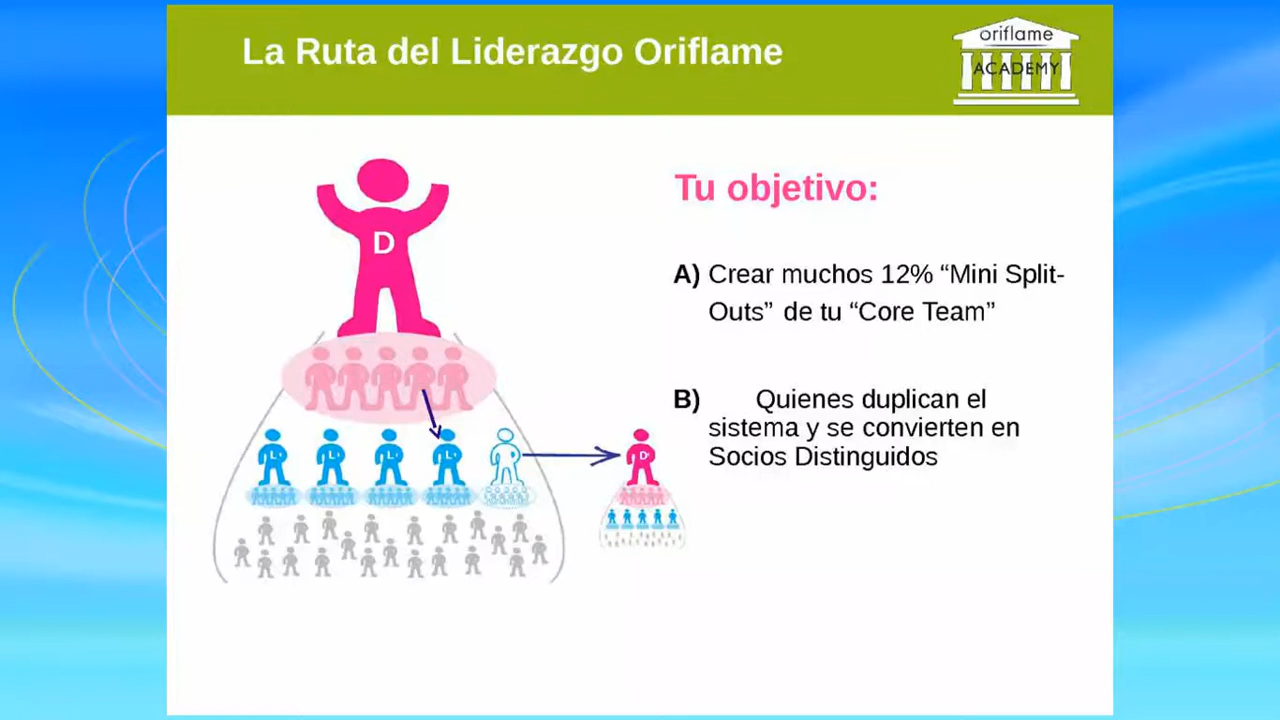 La Ruta del Liderazgo Oriflame
oriflame
ACADEMY
Tu objetivo:
A) Crear muchos 12% “Mini Split-
Outs” de tu “Core Team”
B) Quienes duplican el
sistema y se convierten en
Socios Distinguidos
D
L L L L
D